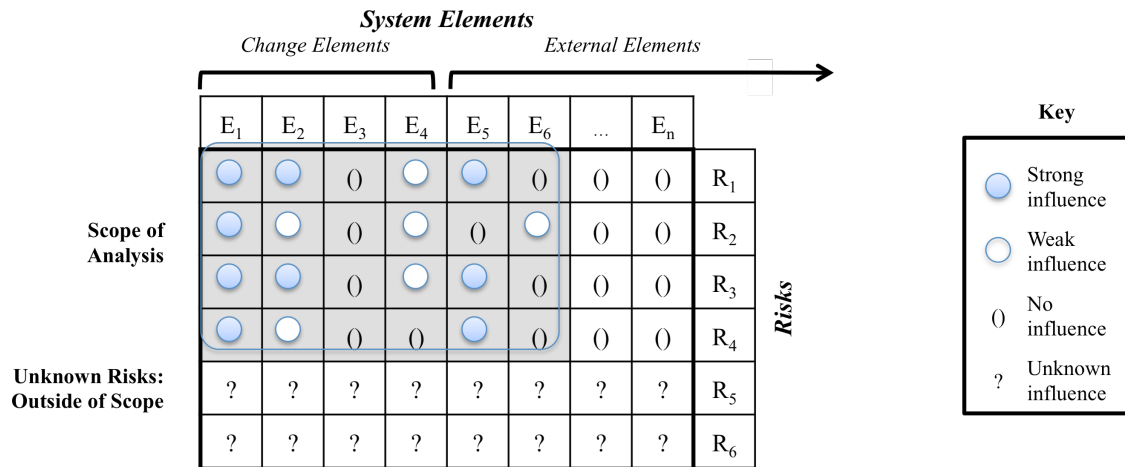 System Elements
Change Elements External Elements
E1 E2 E3 E4 E5 E6 ... En
Key
() () () () R1
Strong
influence
Scope of
Analysis
() () () () R2
Weak
influence
() () () () R3
Risks
() No
influence
() () () () () R4
Unknown Risks:
Outside of Scope
? ? ? ? ? ? ? ? R5
? Unknown
influence
? ? ? ? ? ? ? ? R6